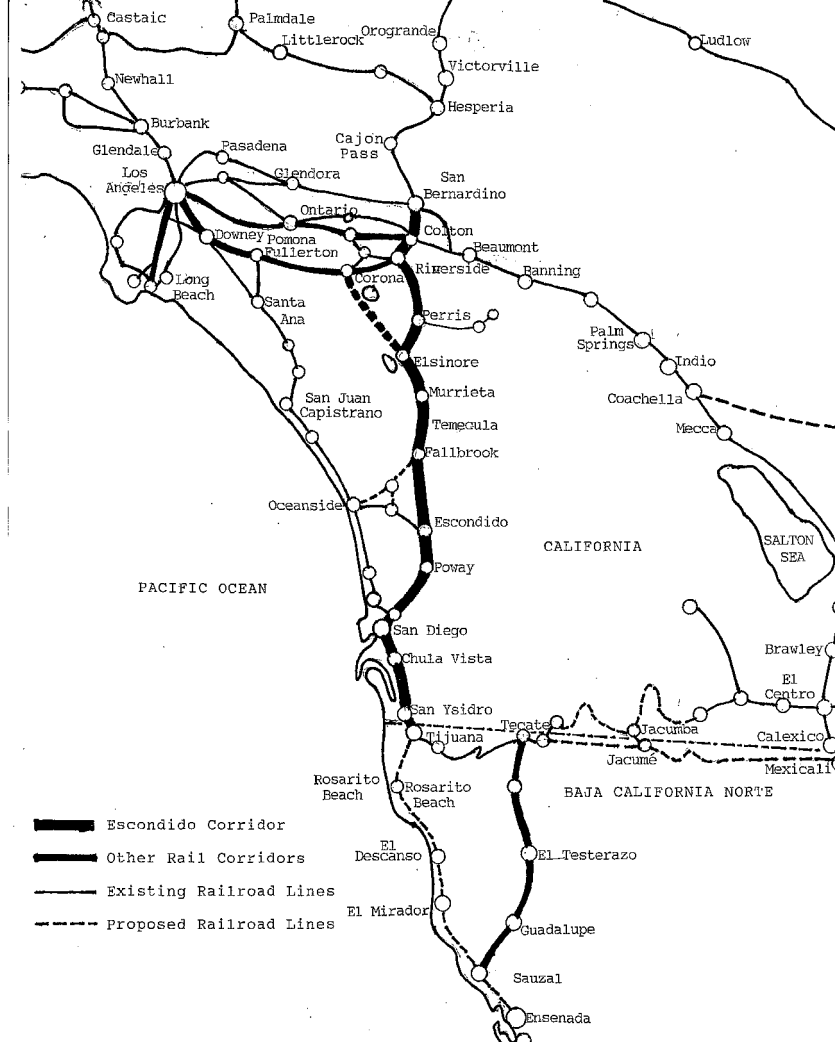 Castaic
Palmdale
Littlerock
Orogrande
Ludlow
Victorville
Newhall
Hesperia
Burbank
Cajon
Pass
Pasadena
Glendale
Los
Angeles
Glendora
San
Bernardino
Ontario
Colton
Downey
Pomona
Fullerton
Beaumont
Riverside
Banning
Corona
Long
Beach
Santa
Ana
Perris
Palm
Springs
Elsinore
Indio
Murrieta
Coachella
San Juan
Capistrano
Temecula
Mecca
Fallbrook
Oceanside
Escondido
CALIFORNIA
SALTON
SEA
Poway
PACIFIC OCEAN
San Diego
Brawley
Chula Vista
El
Centro
San Ysidro
Tecate
Jacumba
Tijuana
Calexico
Jacumé
Mexicali
Rosarito
Beach
Rosarito
Beach
BAJA CALIFORNIA NORTE
Escondido Corridor
El
Descanso
El Testerazo
Other Rail Corridors
Existing Railroad Lines
El Mirador
Proposed Railroad Lines
Guadalupe
Sauzal
Ensenada